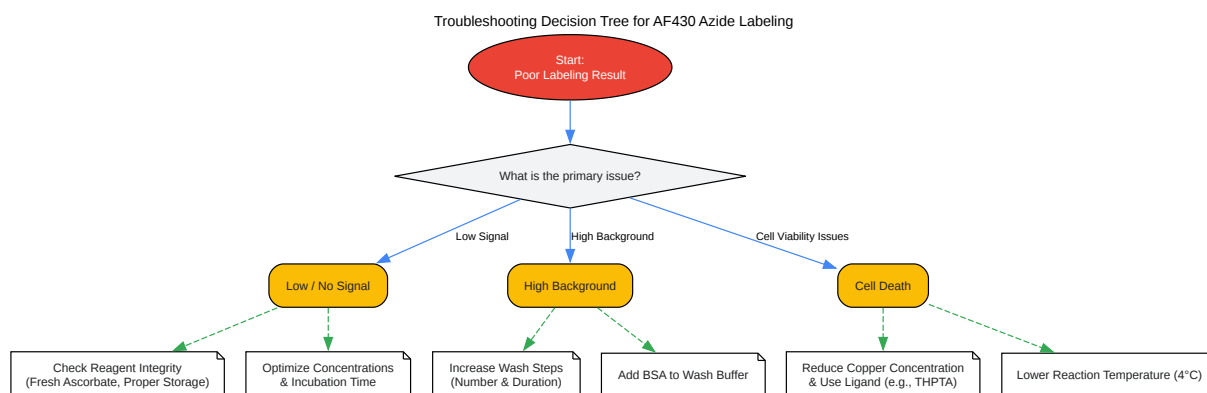 Troubleshooting Decision Tree for AF430 Azide Labeling
Start:
Poor Labeling Result
What is the primary issue?
Low Signal
High Background
Cell Viability Issues
Low / No Signal
High Background
Cell Death
Check Reagent Integrity
(Fresh Ascorbate, Proper Storage)
Optimize Concentrations
& Incubation Time
Increase Wash Steps
(Number & Duration)
Add BSA to Wash Buffer
Reduce Copper Concentration
& Use Ligand (e.g., THPTA)
Lower Reaction Temperature (4°C)